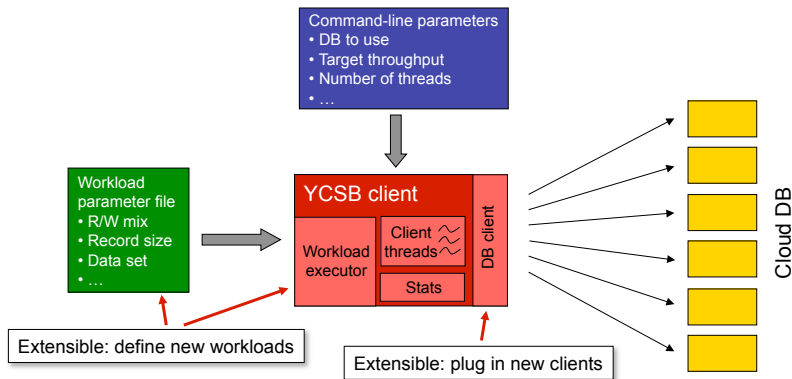 Command-line parameters
• DB to use
• Target throughput
• Number of threads
• …
Workload
parameter file
• R/W mix
• Record size
• Data set
• …
YCSB client
Workload
executor
Client
threads
Stats
DB client
Cloud DB
Extensible: define new workloads
Extensible: plug in new clients